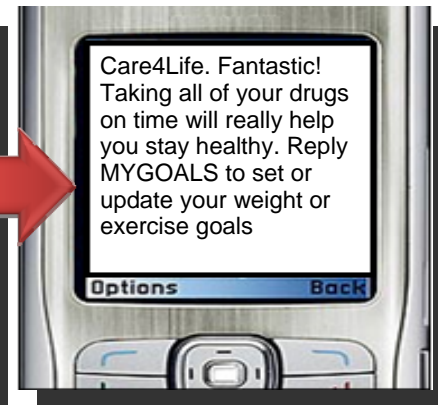 Care4Life. Fantastic!
Taking all of your drugs
on time will really help
you stay healthy. Reply
MYGOALS to set or
update your weight or
exercise goals
Options Back